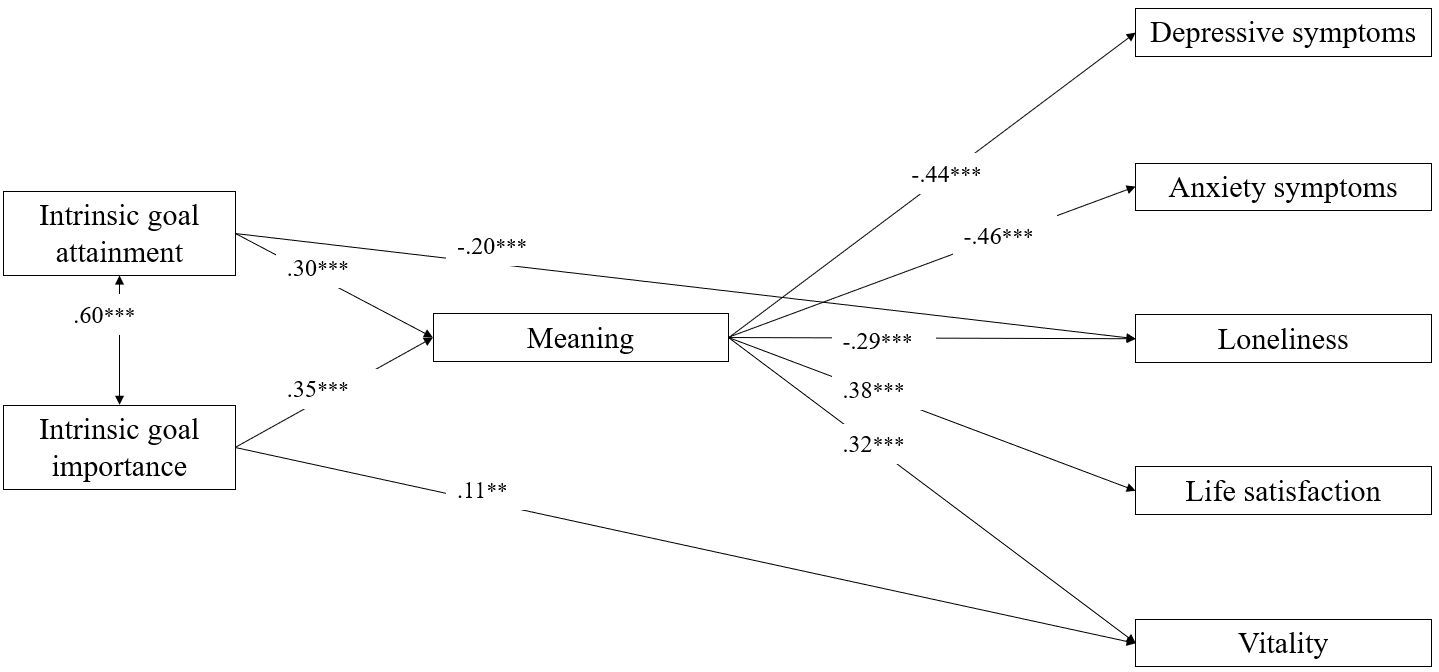 Depressive symptoms
-.44***
Anxiety symptoms
Intrinsic goal
attainment
-.46***
-.20***
.30***
.60***
Meaning
-.29***
Loneliness
.35***
.38***
Intrinsic goal
importance
.32***
.11**
Life satisfaction
Vitality